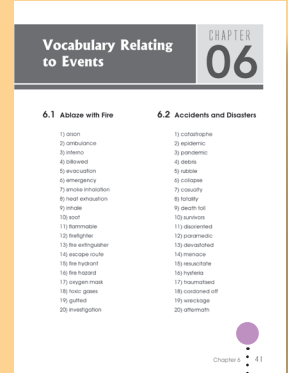 CHAPTER
06
Vocabulary Relating
to Events
6.1 Ablaze with Fire
1) arson
2) ambulance
3) inferno
4) billowed
5) evacuation
6) emergency
7) smoke inhalation
8) heat exhaustion
9) inhale
10) soot
11) flammable
12) firefighter
13) fire extinguisher
14) escape route
15) fire hydrant
16) fire hazard
17) oxygen mask
18) toxic gases
19) gutted
20) investigation
6.2 Accidents and Disasters
1) catastrophe
2) epidemic
3) pandemic
4) debris
5) rubble
6) collapse
7) casualty
8) fatality
9) death toll
10) survivors
11) disoriented
12) paramedic
13) devastated
14) menace
15) resuscitate
16) hysteria
17) traumatised
18) cordoned off
19) wreckage
20) aftermath
Chapter 6
41